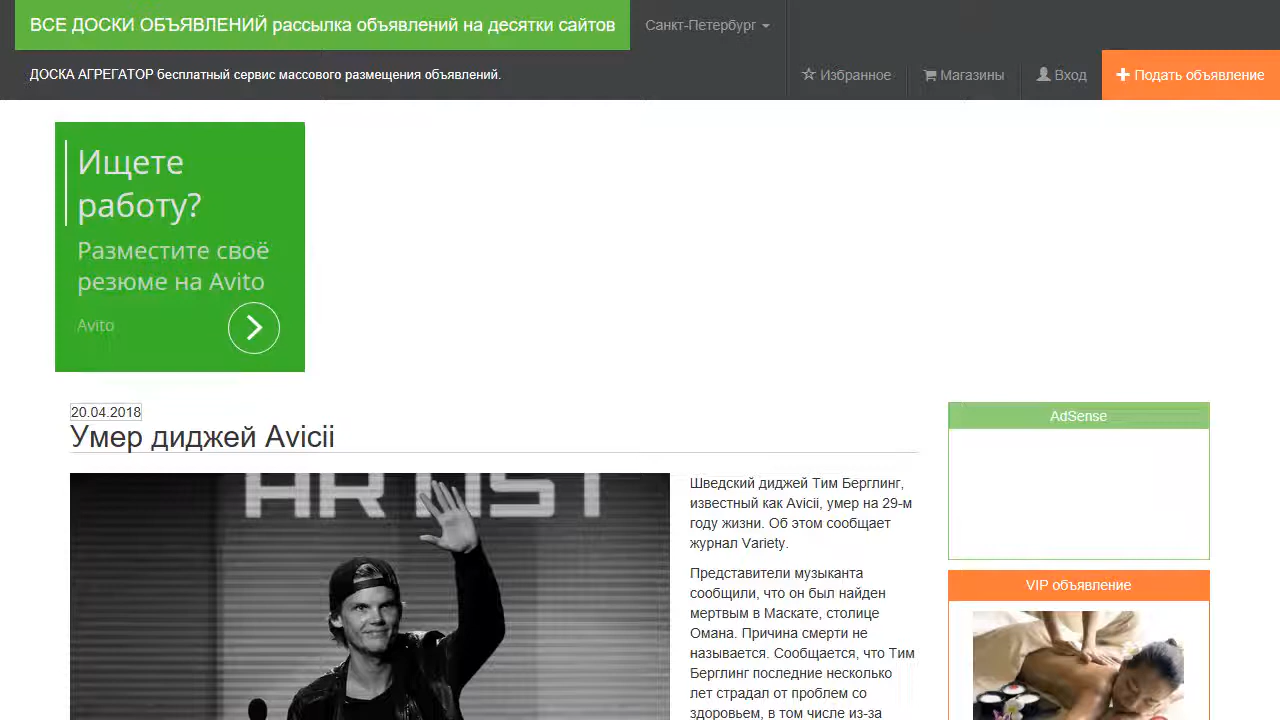 ВСЕ ДОСКИ ОБЪЯВЛЕНИЙ рассылка объявлений на десятки сайтов
Санкт-Петербург
ДОСКА АГРЕГАТОР бесплатный сервис массового размещения объявлений.
Избранное
Магазины
Вход
Подать объявление
Ищете
работу?
Разместите своё
резюме на Avito
Avito
20.04.2018
Умер диджей Avicii
ARTIST
Шведский диджей Тим Берглинг,
известный как Avicii, умер на 29-м
году жизни. Об этом сообщает
журнал Variety.
Представители музыканта
сообщили, что он был найден
мертвым в Маскате, столице
Омана. Причина смерти не
называется. Сообщается, что Тим
Берглинг последние несколько
лет страдал от проблем со
здоровьем, в том числе из-за
AdSense
VIP объявление